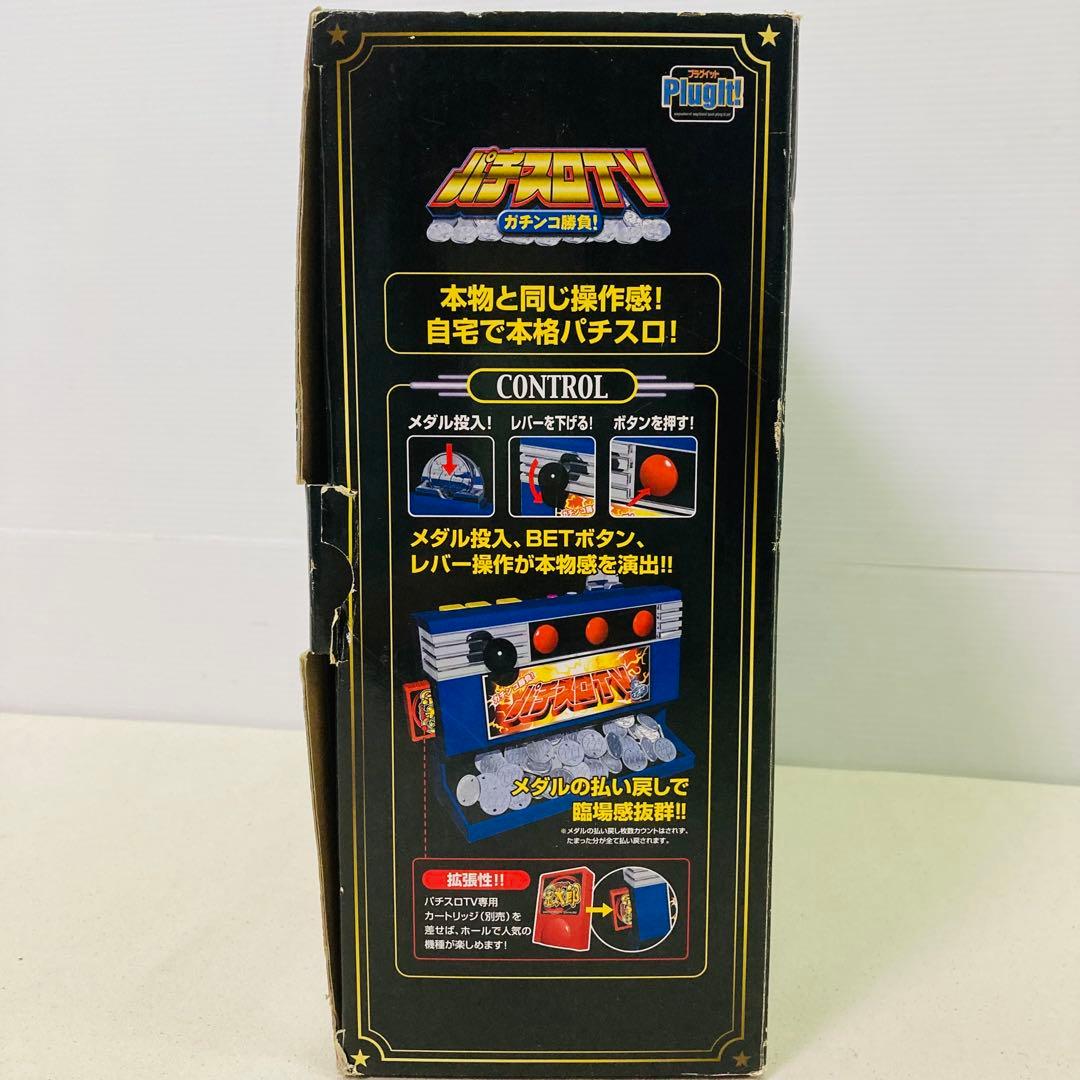 プラグイット
PlugIt!
パチスロTV
ガチンコ勝負!
本物と同じ操作感!
自宅で本格パチスロ!
CONTROL
メダル投入! レバーを下げる! ボタンを押す!
メダル投入、BETボタン、
レバー操作が本物感を演出!!
ガチンコ勝負!
パチスロTV
メダルの払い戻しで
臨場感抜群!!
※メダルの払い戻し枚数カウントはされず、
たまった分が全て払い戻されます。
拡張性!!
パチスロTV専用
カートリッジ(別売)を
差せば、ホールで人気の
機種が楽しめます!